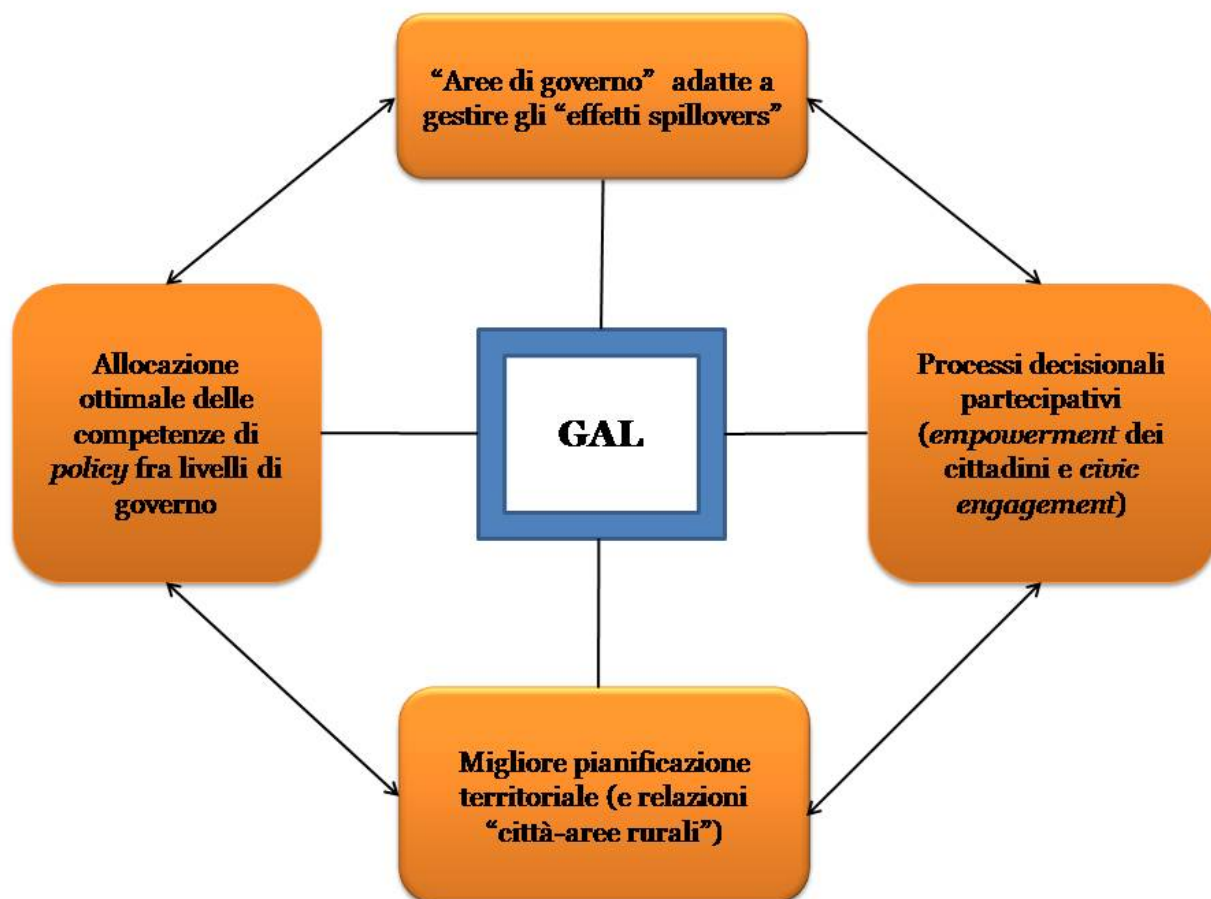 “Aree di governo” adatte a
gestire gli “effetti spillovers”
Allocazione
ottimale delle
competenze di
policy fra livelli di
governo
GAL
Processi decisionali
partecipativi
(empowerment dei
cittadini e civic
engagement)
Migliore pianificazione
territoriale (e relazioni
“città-aree rurali”)